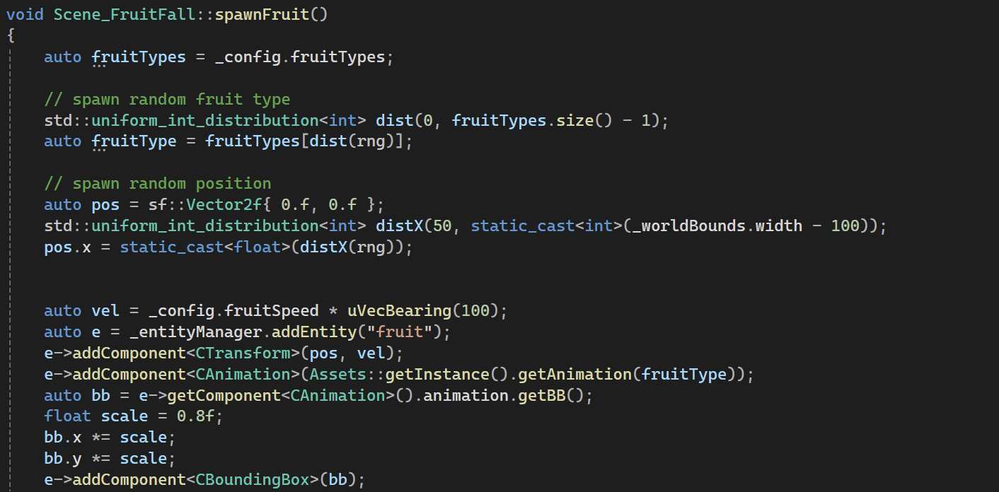 void Scene_FruitFall::spawnFruit()
{
auto fruitTypes = _config.fruitTypes;
// spawn random fruit type
std::uniform_int_distribution<int> dist(0, fruitTypes.size() - 1);
auto fruitType = fruitTypes[dist(rng)];
// spawn random position
auto pos = sf::Vector2f{ 0.f, 0.f };
std::uniform_int_distribution<int> distX(50, static_cast<int>(_worldBounds.width - 100));
pos.x = static_cast<float>(distX(rng));
auto vel = _config.fruitSpeed * uVecBearing(100);
auto e = _entityManager.addEntity("fruit");
e->addComponent<CTransform>(pos, vel);
e->addComponent<CAnimation>(Assets::getInstance().getAnimation(fruitType));
auto bb = e->getComponent<CAnimation>().animation.getBB();
float scale = 0.8f;
bb.x *= scale;
bb.y *= scale;
e->addComponent<CBoundingBox>(bb);